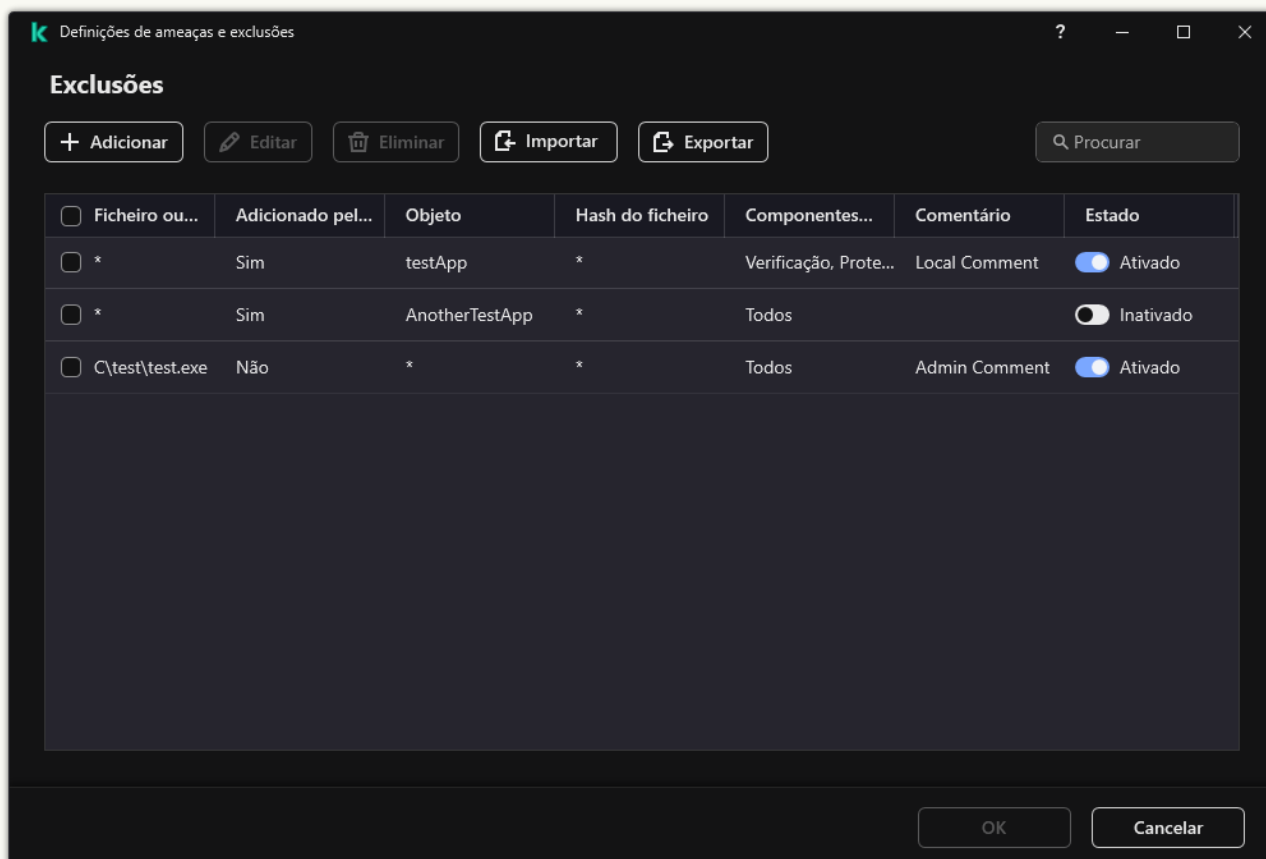 Definições de ameaças e exclusões
?
Exclusões
Adicionar Editar Eliminar Importar Exportar Procurar
Ficheiro ou... Adicionado pel... Objeto Hash do ficheiro Componentes... Comentário Estado
* Sim testApp * Verificação, Prote... Local Comment Ativado
* Sim AnotherTestApp * Todos Inativado
C\test\test.exe Não * * Todos Admin Comment Ativado
OK Cancelar